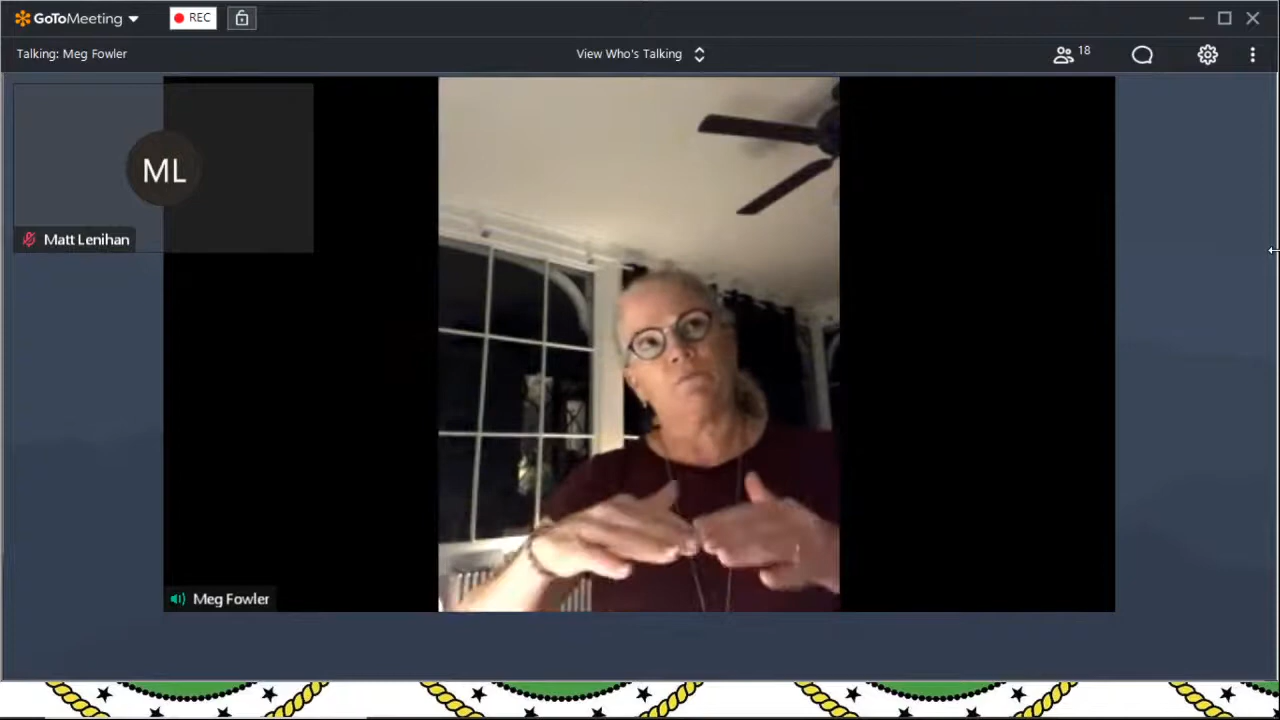 GoToMeeting
REC
Talking: Meg Fowler
View Who's Talking
18
ML
Matt Lenihan
Meg Fowler